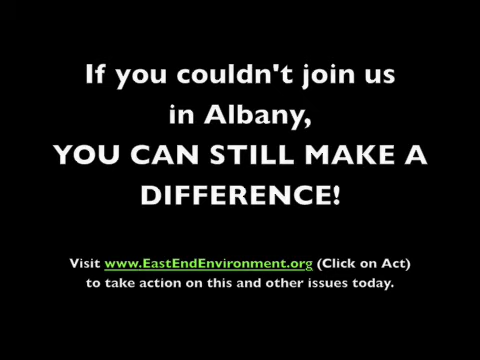 If you couldn't join us
in Albany,
YOU CAN STILL MAKE A
DIFFERENCE!
Visit www.EastEndEnvironment.org (Click on Act)
to take action on this and other issues today.